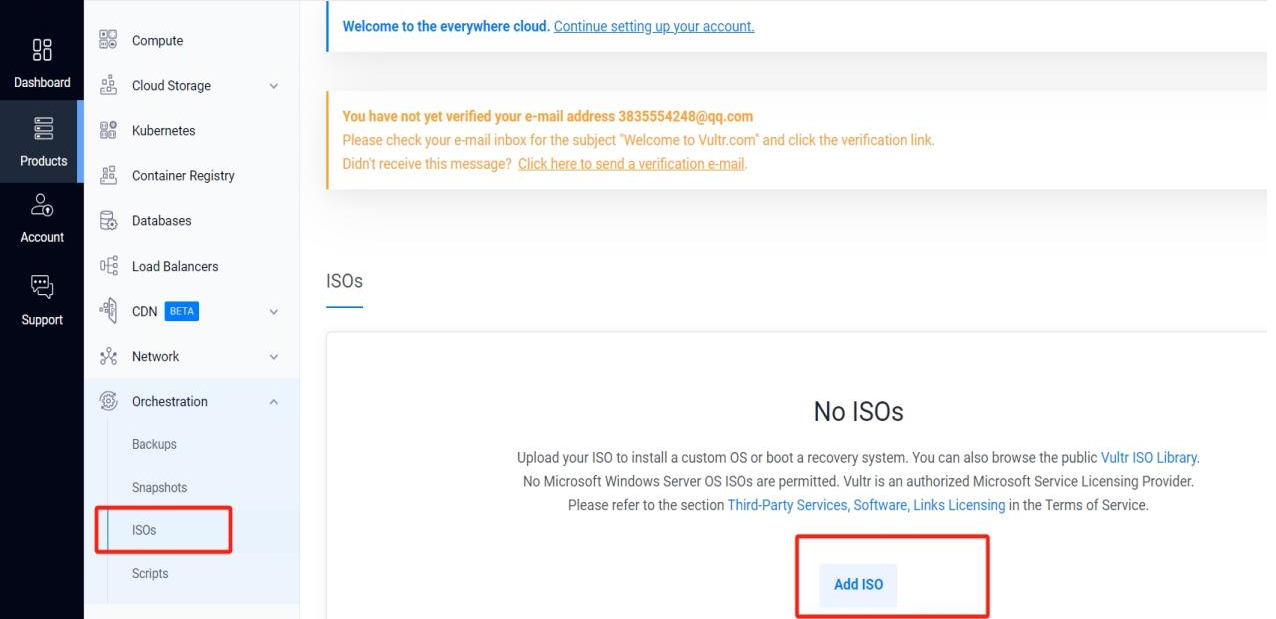 Dashboard
Products
Account
Support
Compute
Cloud Storage
Kubernetes
Container Registry
Databases
Load Balancers
CDN BETA
Network
Orchestration
Backups
Snapshots
ISOs
Scripts
Welcome to the everywhere cloud. Continue setting up your account.
You have not yet verified your e-mail address 3835554248@qq.com
Please check your e-mail inbox for the subject "Welcome to Vultr.com" and click the verification link.
Didn't receive this message? Click here to send a verification e-mail.
ISOs
No ISOs
Upload your ISO to install a custom OS or boot a recovery system. You can also browse the public Vultr ISO Library.
No Microsoft Windows Server OS ISOs are permitted. Vultr is an authorized Microsoft Service Licensing Provider.
Please refer to the section Third-Party Services, Software, Links Licensing in the Terms of Service.
Add ISO